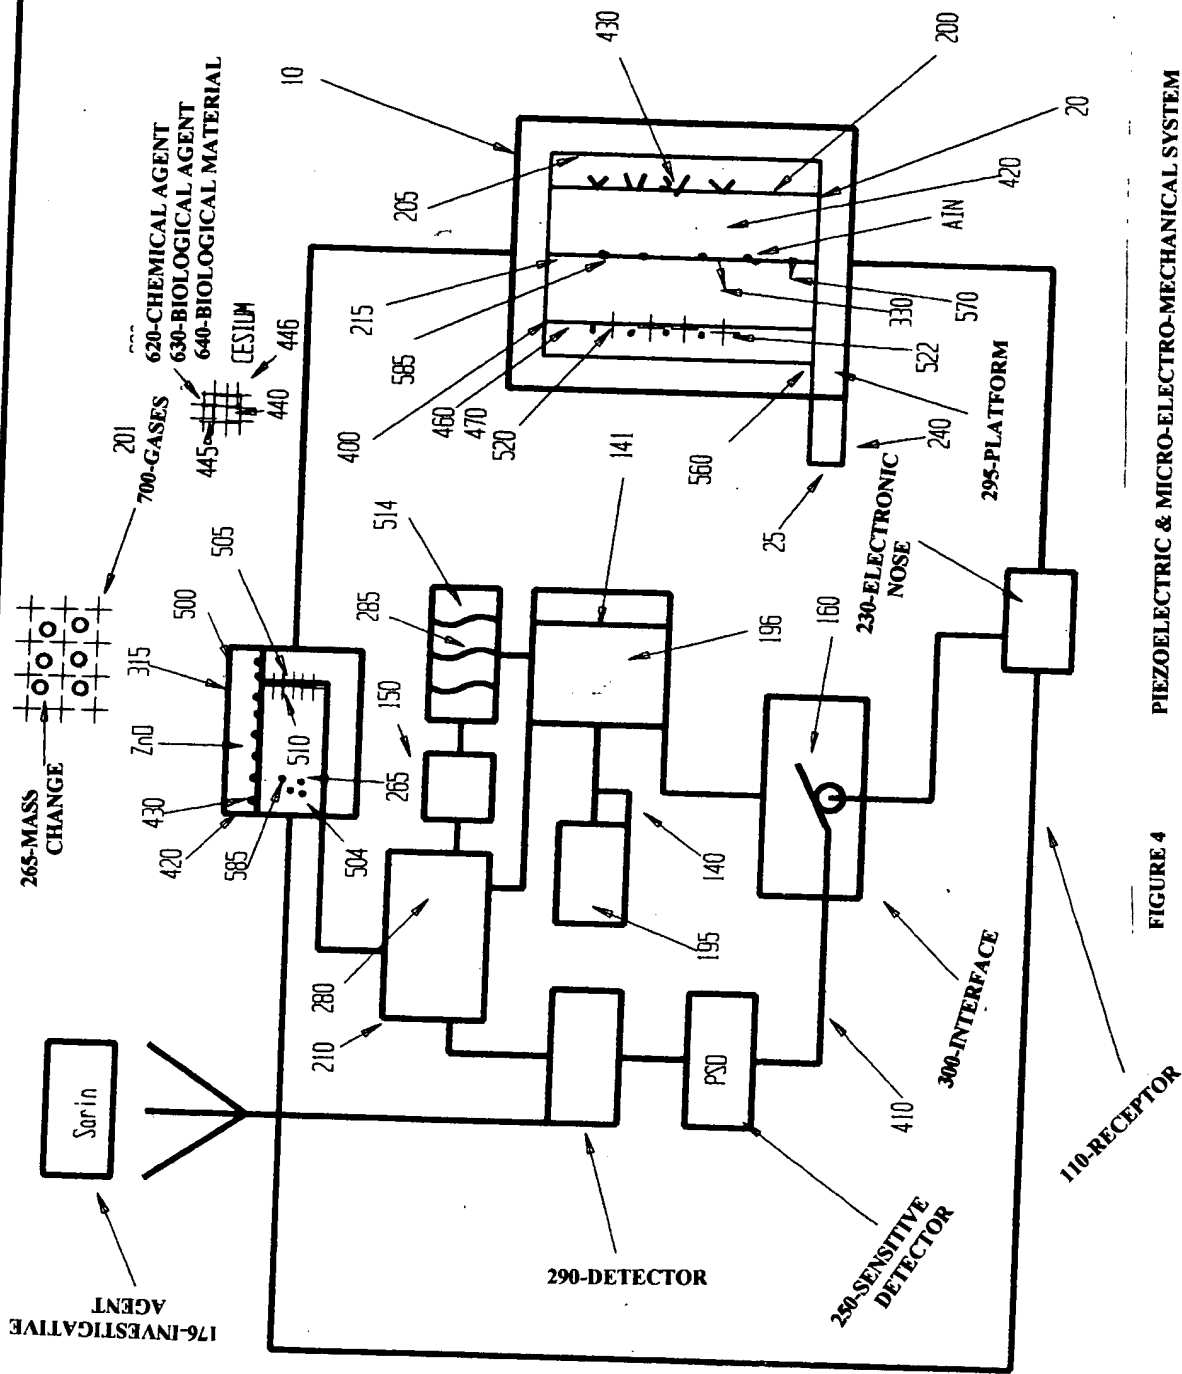 176-INVESTIGATIVE
AGENT
Sarin
265-MASS
CHANGE
201
700-GASES
620-CHEMICAL AGENT
630-BIOLOGICAL AGENT
640-BIOLOGICAL MATERIAL
445
CESIUM
440
446
10
420
430
ZnO
315
500
585
504
510
505
265
210
280
150
285
514
141
196
195
140
290-DETECTOR
PSD
250-SENSITIVE
DETECTOR
410
300-INTERFACE
160
230-ELECTRONIC
NOSE
295-PLATFORM
110-RECEPTOR
400
460
470
520
585
215
205
430
200
20
420
AIN
330
570
522
560
25
240
FIGURE 4
PIEZOELECTRIC & MICRO-ELECTRO-MECHANICAL SYSTEM